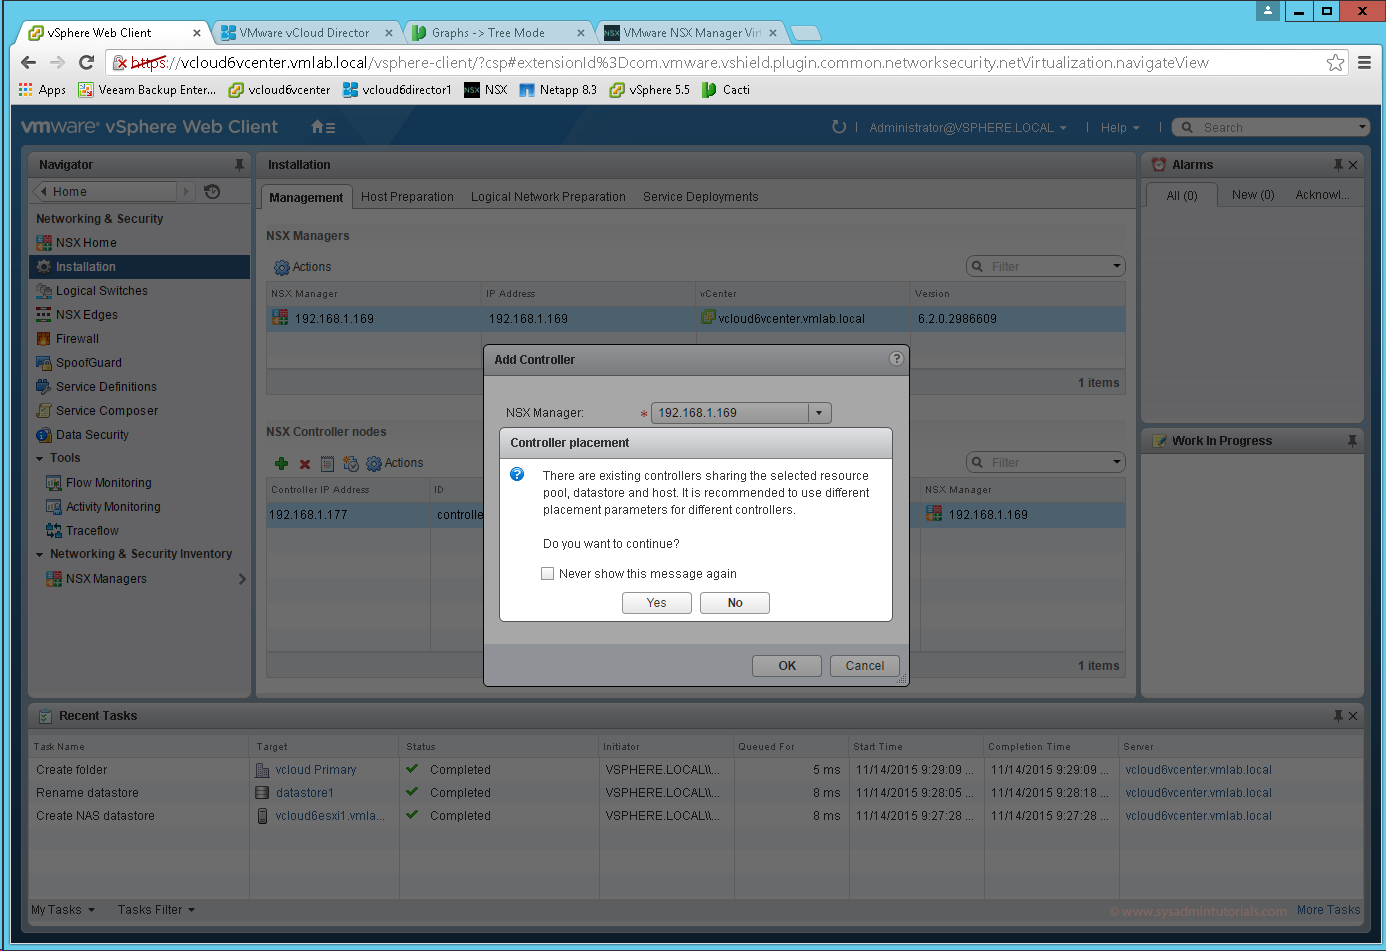 vSphere Web Client
VMware vCloud Director
Graphs -> Tree Mode
VMware NSX Manager Virt
https://vcloud6vcenter.vmlab.local/vsphere-client/?csp#extensionId%3Dcom.vmware.vshield.plugin.common.networksecurity.netVirtualization.navigateView
Apps
Veeam Backup Enter...
vcloud6vcenter
vcloud6director1
NSX
NSX
Netapp 8.3
vSphere 5.5
Cacti
vmware® vSphere Web Client
Administrator@VSPHERE.LOCAL
Help
Search
Navigator
Home
Networking & Security
NSX Home
Installation
Logical Switches
NSX Edges
Firewall
SpoofGuard
Service Definitions
Service Composer
Data Security
Tools
Flow Monitoring
Activity Monitoring
Traceflow
Networking & Security Inventory
NSX Managers
Installation
Management
Host Preparation
Logical Network Preparation
Service Deployments
NSX Managers
Actions
Filter
NSX Manager
IP Address
vCenter
Version
192.168.1.169
192.168.1.169
vcloud6vcenter.vmlab.local
6.2.0.2986609
1 items
NSX Controller nodes
Actions
Filter
Controller IP Address
ID
NSX Manager
192.168.1.177
controlle
192.168.1.169
1 items
Add Controller
?
NSX Manager:
* 192.168.1.169
Controller placement
There are existing controllers sharing the selected resource
pool, datastore and host. It is recommended to use different
placement parameters for different controllers.
Do you want to continue?
Never show this message again
Yes
No
OK
Cancel
Alarms
All (0)
New (0)
Acknowl...
Work In Progress
Recent Tasks
Task Name
Target
Status
Initiator
Queued For
Start Time
Completion Time
Server
Create folder
vcloud Primary
Completed
VSPHERE.LOCAL\\...
5 ms
11/14/2015 9:29:09 ...
11/14/2015 9:29:09 ...
vcloud6vcenter.vmlab.local
Rename datastore
datastore1
Completed
VSPHERE.LOCAL\\...
8 ms
11/14/2015 9:28:05 ...
11/14/2015 9:28:18 ...
vcloud6vcenter.vmlab.local
Create NAS datastore
vcloud6esxi1.vmla...
Completed
VSPHERE.LOCAL\\...
8 ms
11/14/2015 9:27:28 ...
11/14/2015 9:27:28 ...
vcloud6vcenter.vmlab.local
My Tasks
Tasks Filter
© www.sysadmintutorials.com
More Tasks